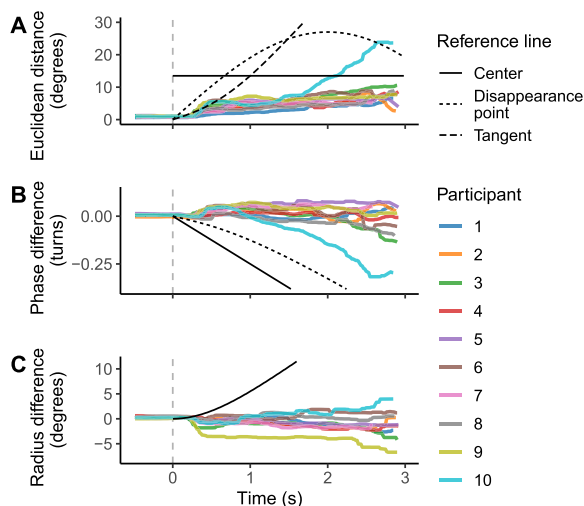 A
Euclidean distance
(degrees)
30
20
10
0
Reference line
Center
Disappearance
point
Tangent
B
Phase difference
(turns)
0.00
−0.25
Participant
1
2
3
4
5
6
7
8
9
10
C
Radius difference
(degrees)
10
5
0
−5
0
1
2
3
Time (s)